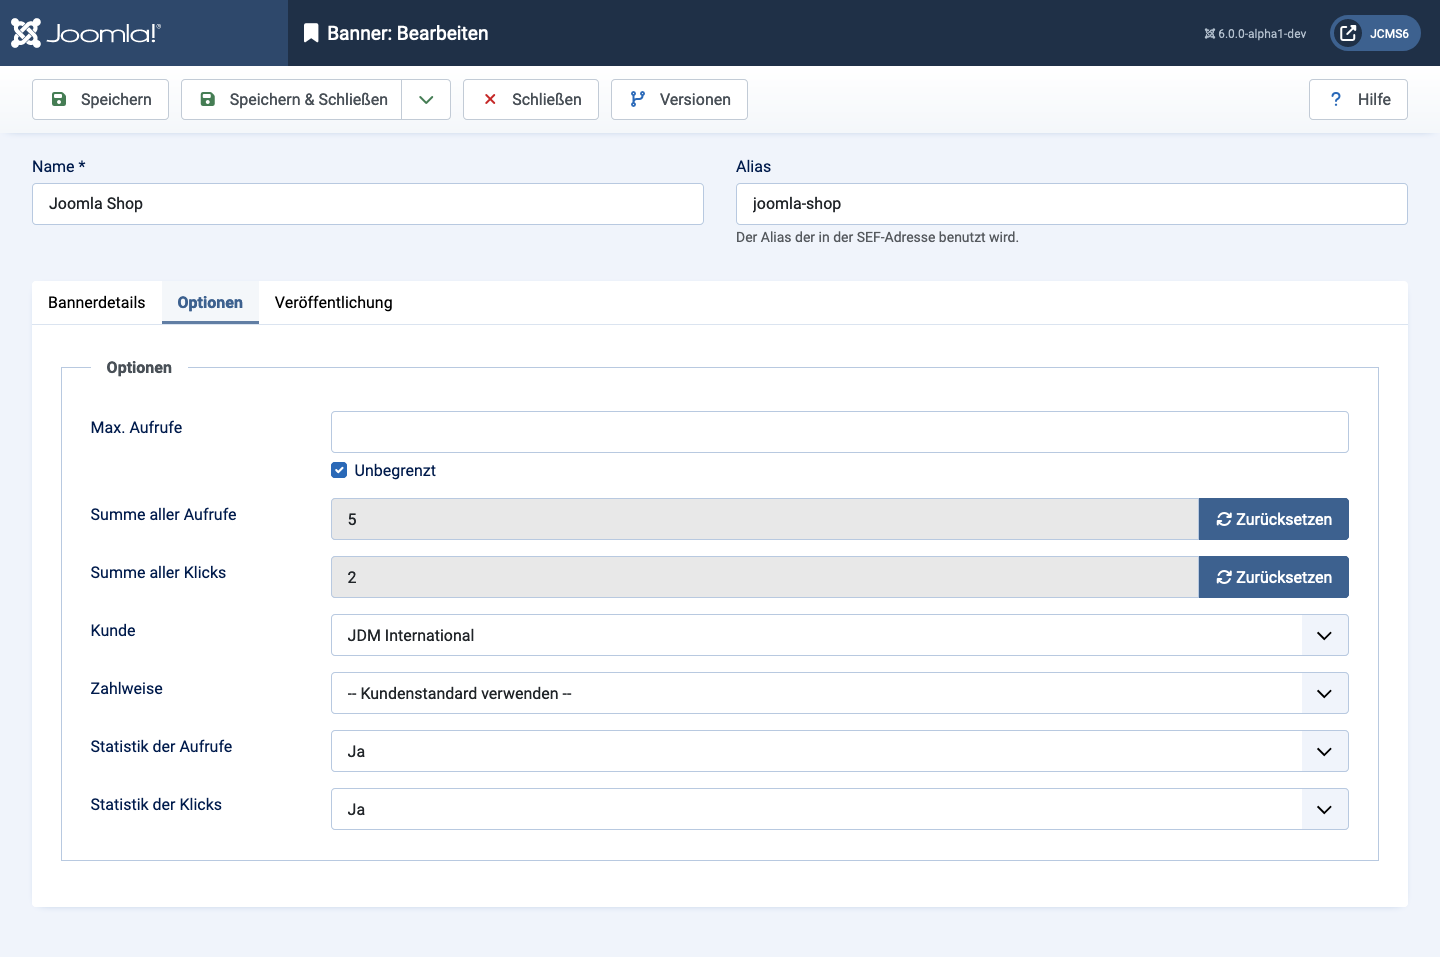 Joomla!®
Banner: Bearbeiten
6.0.0-alpha1-dev
JCMS6
Speichern
Speichern & Schließen
Schließen
Versionen
? Hilfe
Name *
Alias
Joomla Shop
joomla-shop
Der Alias der in der SEF-Adresse benutzt wird.
Bannerdetails
Optionen
Veröffentlichung
Optionen
Max. Aufrufe
Unbegrenzt
Summe aller Aufrufe
5
Zurücksetzen
Summe aller Klicks
2
Zurücksetzen
Kunde
JDM International
Zahlweise
-- Kundenstandard verwenden --
Statistik der Aufrufe
Ja
Statistik der Klicks
Ja